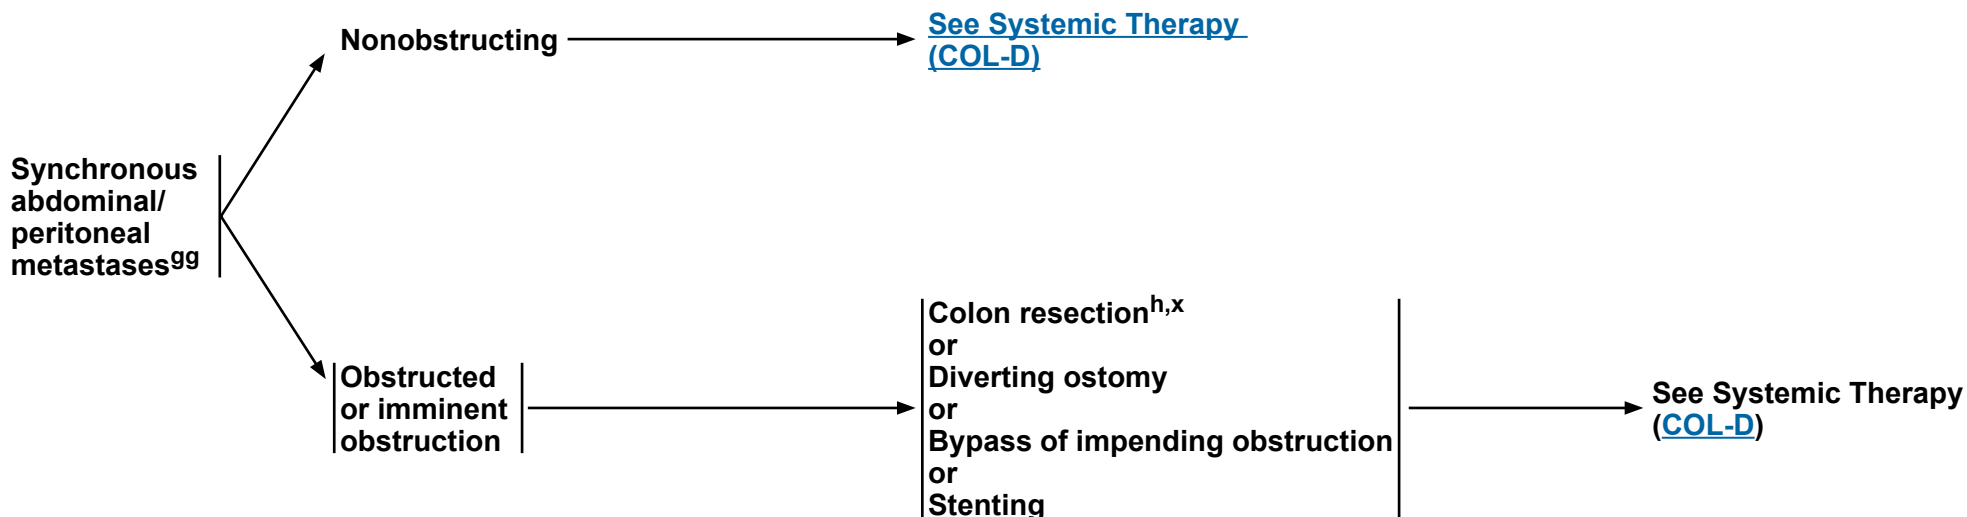 Nonobstructing
See Systemic Therapy
(COL-D)
Synchronous
abdominal/
peritoneal
metastasesgg
Obstructed
or imminent
obstruction
Colon resectionh,x
or
Diverting ostomy
or
Bypass of impending obstruction
or
Stenting
See Systemic Therapy
(COL-D)